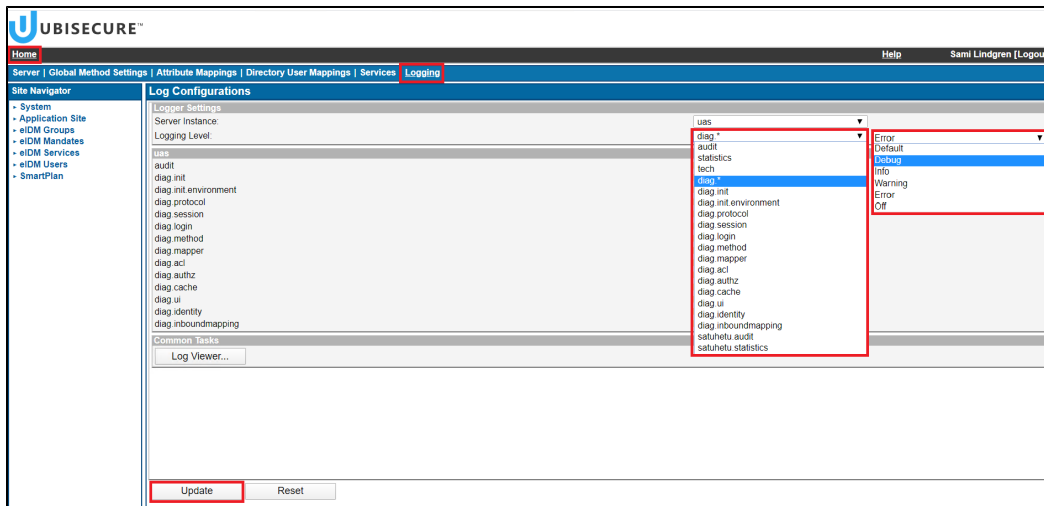 UBISECURE™
Home Help Sami Lindgren [Logou
Server | Global Method Settings | Attribute Mappings | Directory User Mappings | Services | Logging
Site Navigator
System
Application Site
eIDM Groups
eIDM Mandates
eIDM Services
eIDM Users
SmartPlan
Log Configurations
Logger Settings
Server Instance: uas
Logging Level: diag.* Error
uas
audit
diag.init
diag.init.environment
diag.protocol
diag.session
diag.login
diag.method
diag.mapper
diag.acl
diag.authz
diag.cache
diag.ui
diag.identity
diag.inboundmapping
audit
statistics
tech
diag.*
diag.init
diag.init.environment
diag.protocol
diag.session
diag.login
diag.method
diag.mapper
diag.acl
diag.authz
diag.cache
diag.ui
diag.identity
diag.inboundmapping
satuhetu.audit
satuhetu.statistics
Default
Debug
Info
Warning
Error
Off
Common Tasks
Log Viewer...
Update Reset